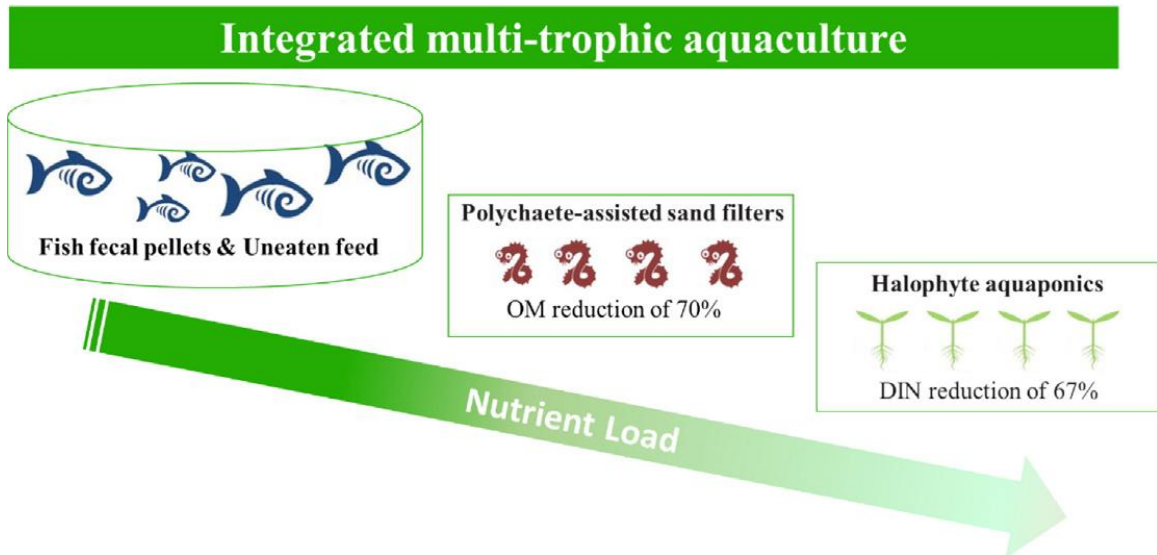 Integrated multi-trophic aquaculture
Fish fecal pellets & Uneaten feed
Polychaete-assisted sand filters
OM reduction of 70%
Halophyte aquaponics
DIN reduction of 67%
Nutrient Load